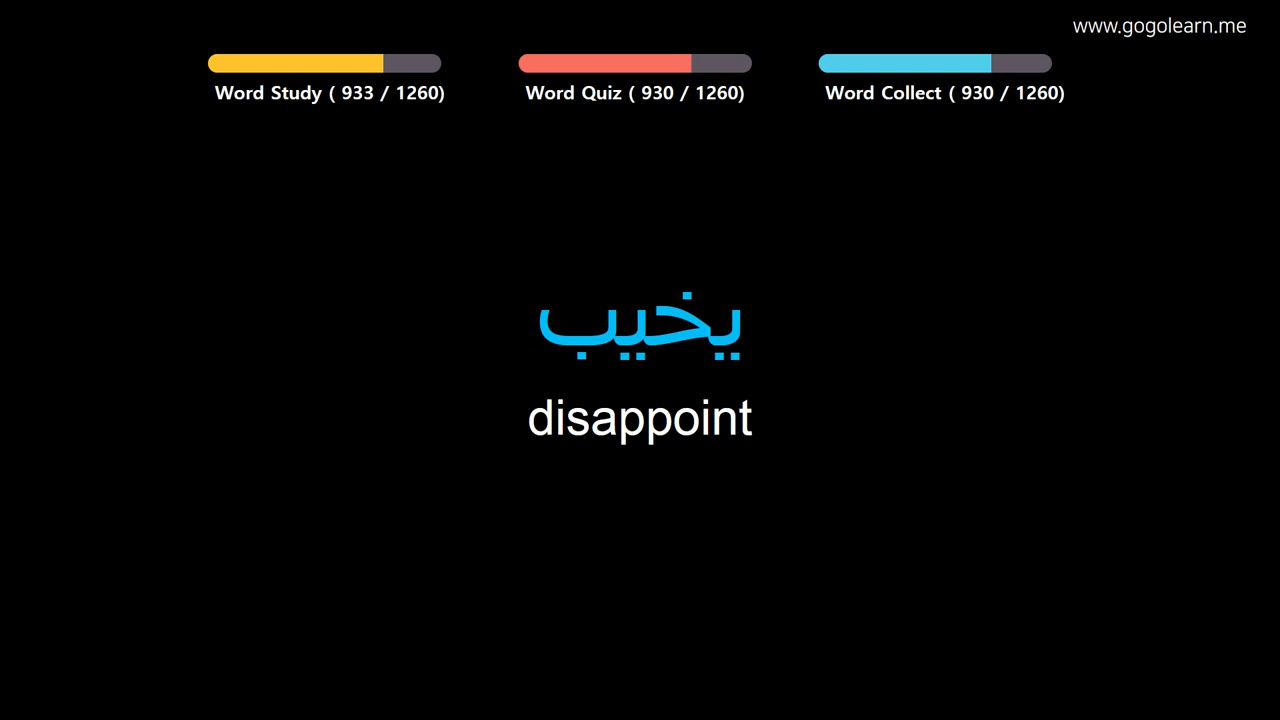 www.gogolearn.me
Word Study ( 933 / 1260)
Word Quiz ( 930 / 1260)
Word Collect ( 930 / 1260)
يخيب
disappoint